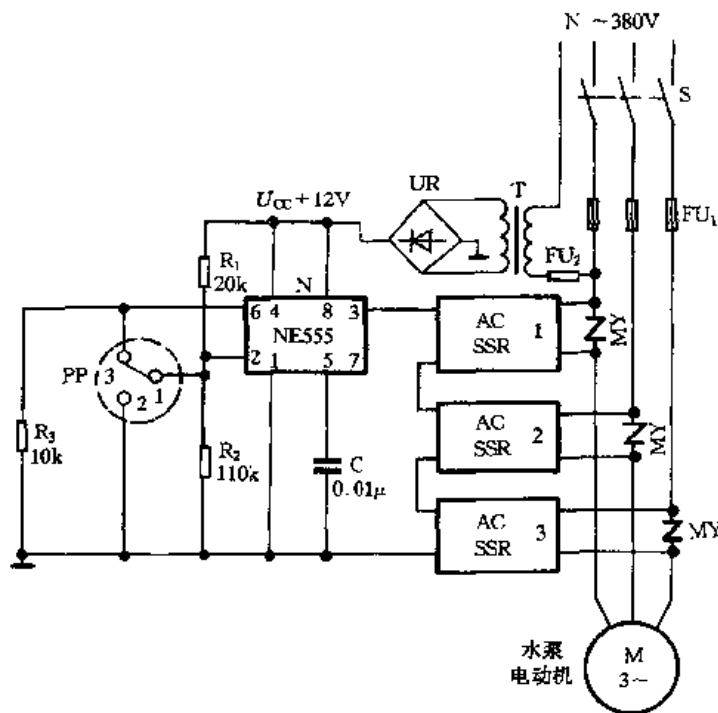 N ~380V
S
UR
T
U_CC+12V
FU₁
FU₂
R₁
20k
N
6 4 8 3
NE555
2 1 5 7
AC
SSR 1
MY
PP
3
1
2
R₃
10k
R₂
110k
C
0.01μ
AC
SSR 2
MY
AC
SSR 3
MY
水泵
电动机
M
3~